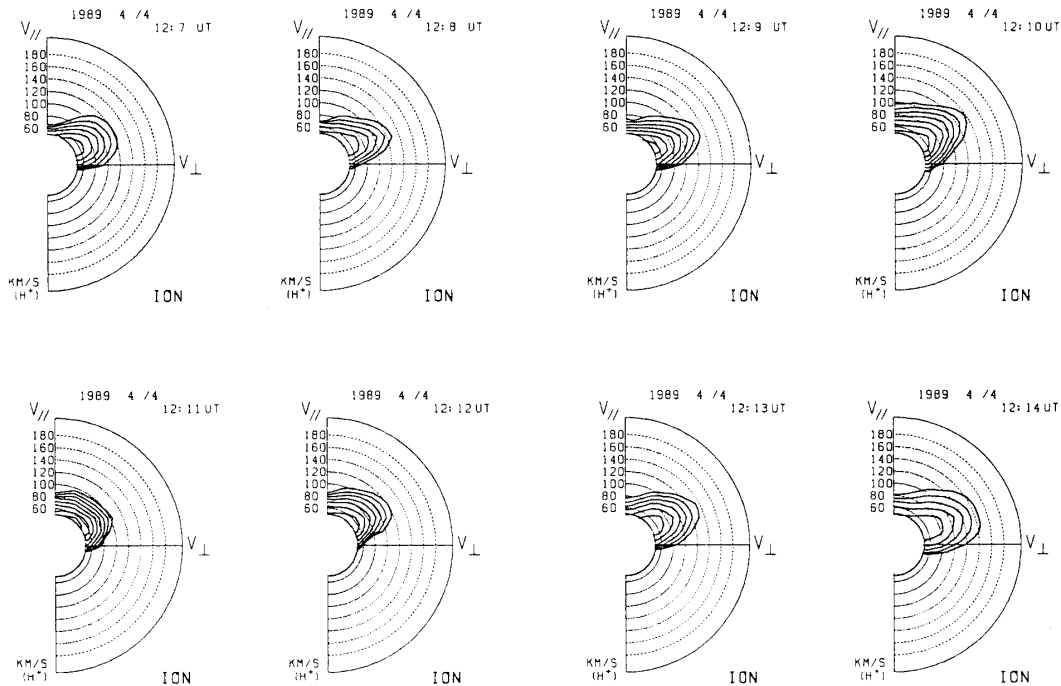 1989 4 /4
12:7 UT
V//
180
160
140
120
100
80
60
V⊥
KM/S
(H+)
ION
1989 4 /4
12:8 UT
V//
180
160
140
120
100
80
60
V⊥
KM/S
(H+)
ION
1989 4 /4
12:9 UT
V//
180
160
140
120
100
80
60
V⊥
KM/S
(H+)
ION
1989 4 /4
12:10 UT
V//
180
160
140
120
100
80
60
V⊥
KM/S
(H+)
ION
1989 4 /4
12:11 UT
V//
180
160
140
120
100
80
60
V⊥
KM/S
(H+)
ION
1989 4 /4
12:12 UT
V//
180
160
140
120
100
80
60
V⊥
KM/S
(H+)
ION
1989 4 /4
12:13 UT
V//
180
160
140
120
100
80
60
V⊥
KM/S
(H+)
ION
1989 4 /4
12:14 UT
V//
180
160
140
120
100
80
60
V⊥
KM/S
(H+)
ION